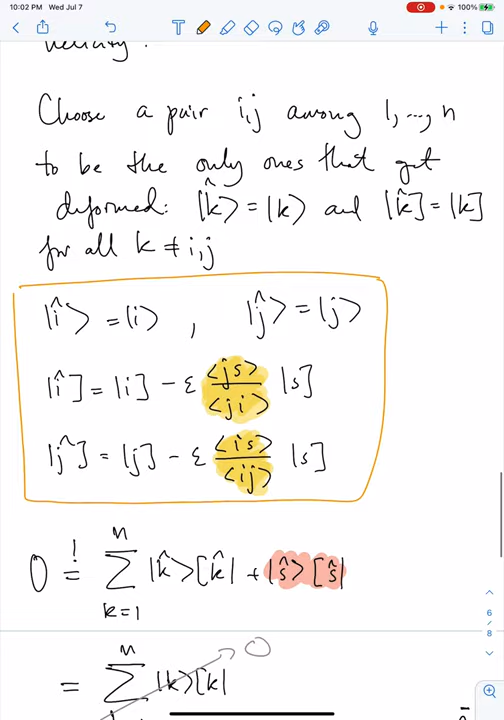 10:02 PM Wed Jul 7
100%
helicity.
Choose a pair i,j among 1,...,n
to be the only ones that get
deformed: |k̂⟩ = |k⟩ and |k̂] = |k]
for all k ≠ i,j
|î⟩ = |i⟩ , |ĵ⟩ = |j⟩
|î] = |i] - ε ⟨js⟩/⟨ji⟩ |s]
|ĵ] = |j] - ε ⟨is⟩/⟨ij⟩ |s]
0 =! Σ_{k=1}^{n} |k̂⟩[k̂| + |ŝ⟩[ŝ|
= Σ^{n} |k⟩[k| → 0
6
/
8